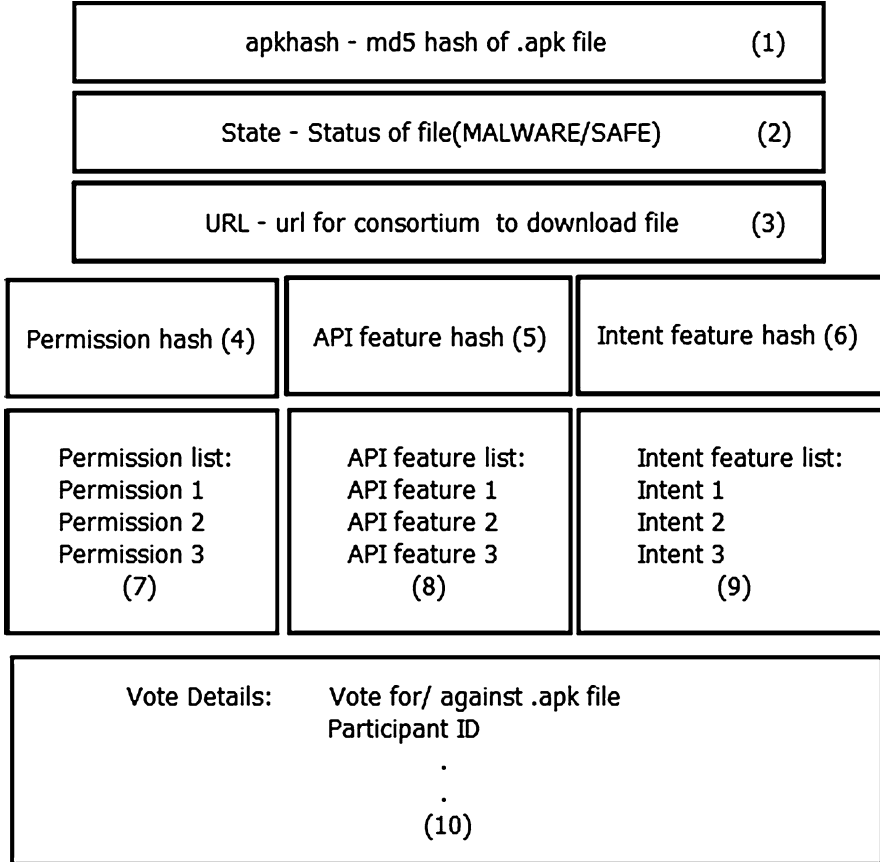 apkhash - md5 hash of .apk file (1)
State - Status of file(MALWARE/SAFE) (2)
URL - url for consortium to download file (3)
Permission hash (4)
API feature hash (5)
Intent feature hash (6)
Permission list:
Permission 1
Permission 2
Permission 3
(7)
API feature list:
API feature 1
API feature 2
API feature 3
(8)
Intent feature list:
Intent 1
Intent 2
Intent 3
(9)
Vote Details: Vote for/ against .apk file
Participant ID
.
.
(10)